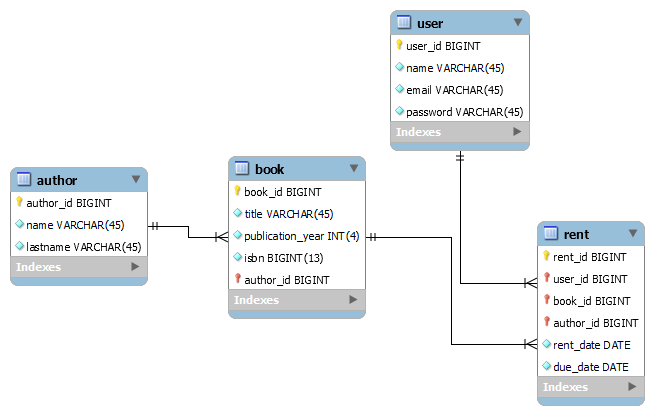 user
user_id BIGINT
name VARCHAR(45)
email VARCHAR(45)
password VARCHAR(45)
Indexes
author
author_id BIGINT
name VARCHAR(45)
lastname VARCHAR(45)
Indexes
book
book_id BIGINT
title VARCHAR(45)
publication_year INT(4)
isbn BIGINT(13)
author_id BIGINT
Indexes
rent
rent_id BIGINT
user_id BIGINT
book_id BIGINT
author_id BIGINT
rent_date DATE
due_date DATE
Indexes